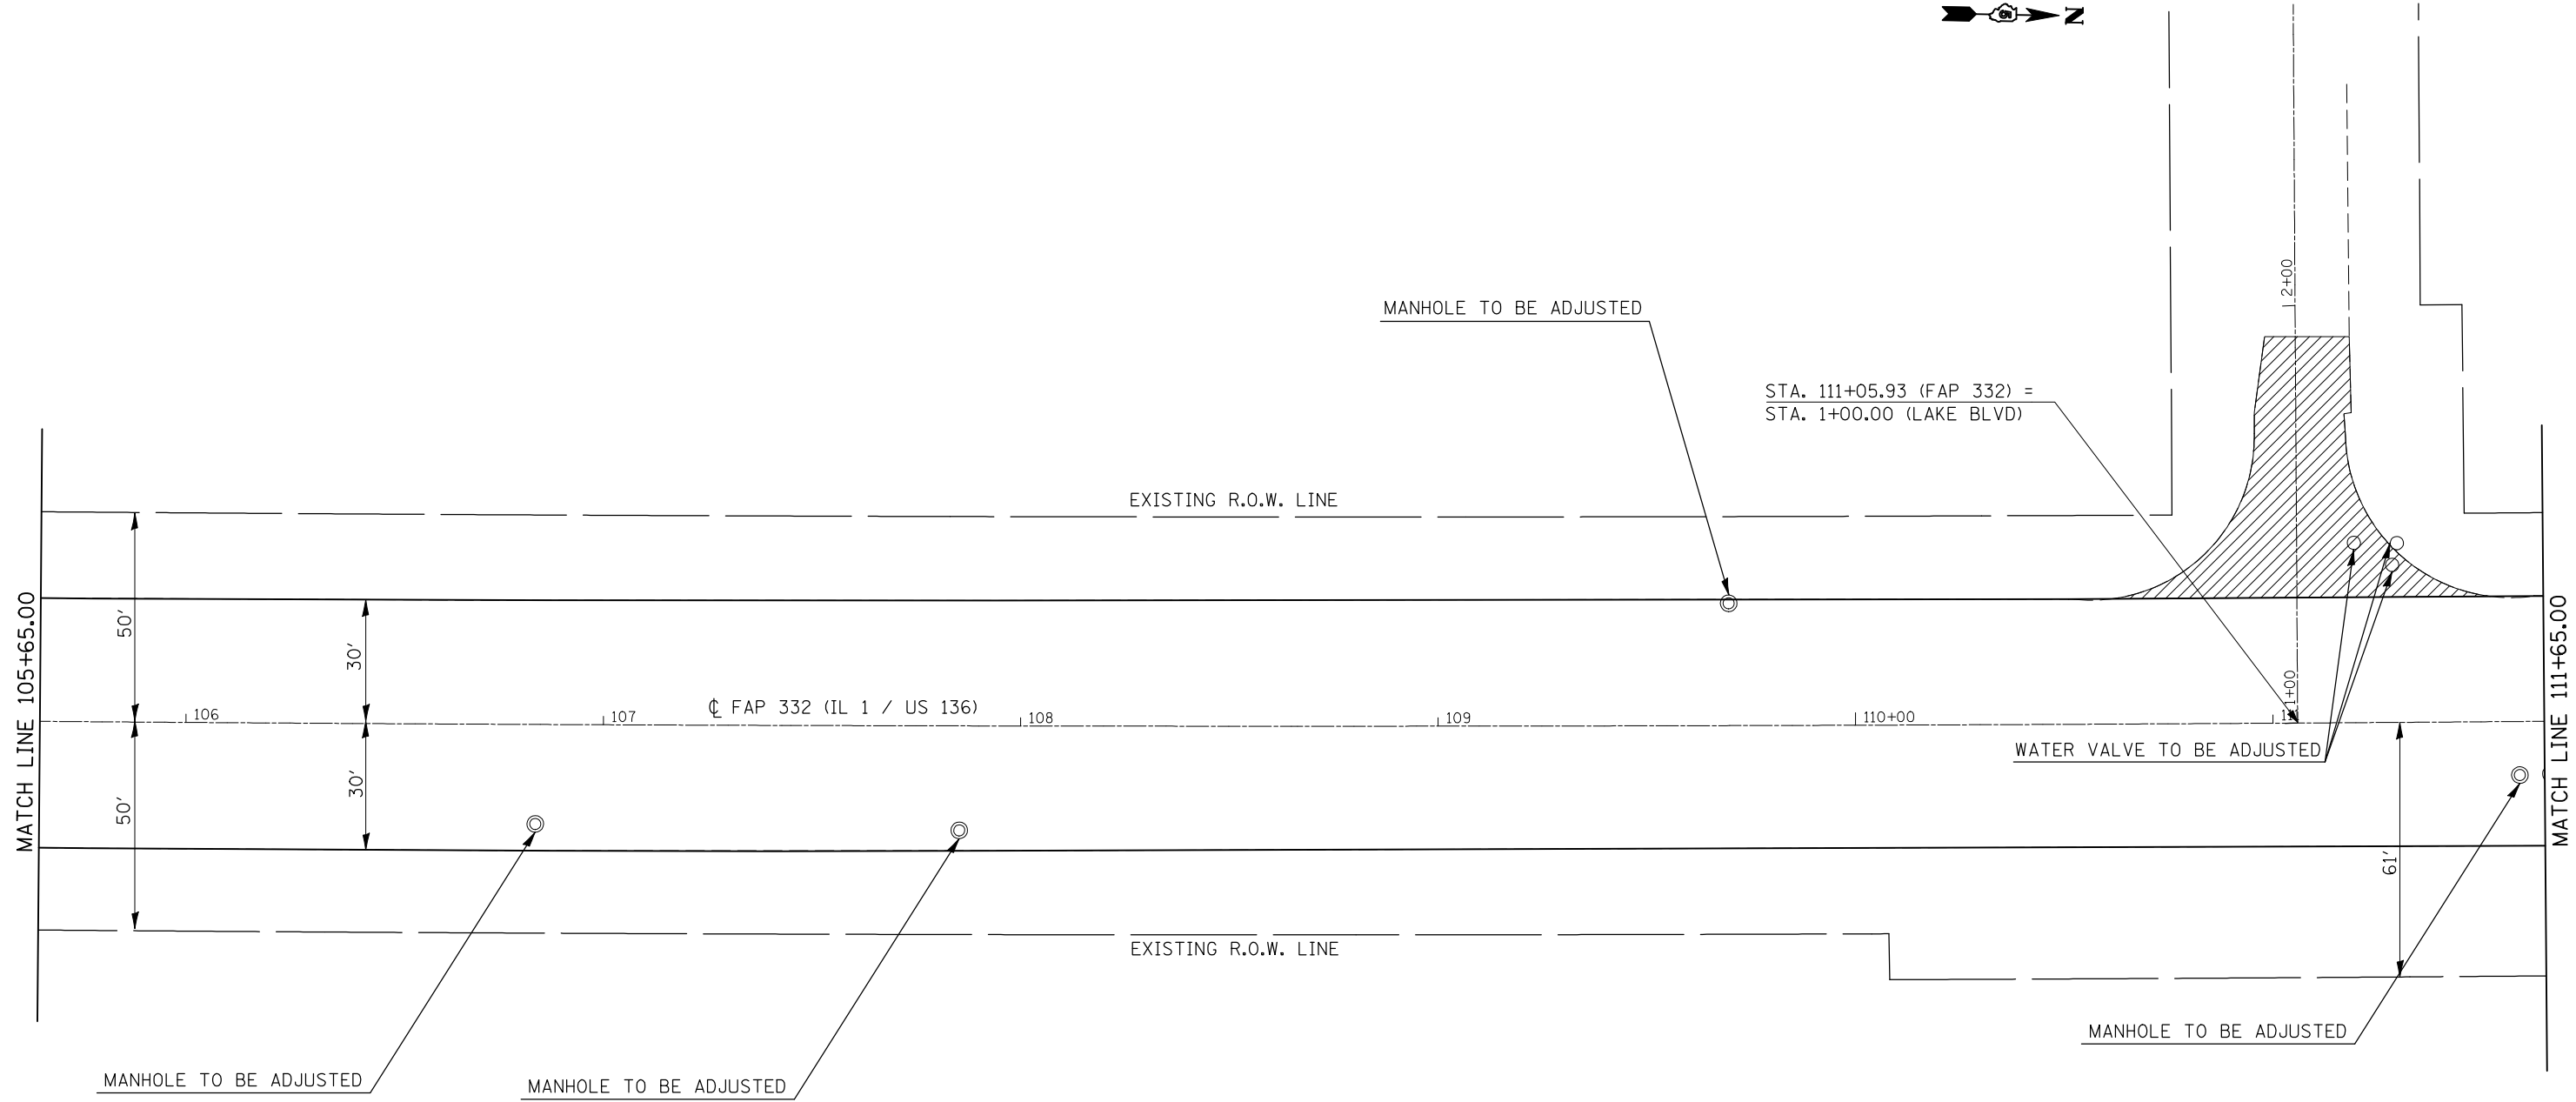 N
2+00
MANHOLE TO BE ADJUSTED
STA. 111+05.93 (FAP 332) =
STA. 1+00.00 (LAKE BLVD)
EXISTING R.O.W. LINE
MATCH LINE 105+65.00
50'
30'
106
107
℄ FAP 332 (IL 1 / US 136)
108
109
110+00
1+00
MATCH LINE 111+65.00
WATER VALVE TO BE ADJUSTED
50'
30'
61'
EXISTING R.O.W. LINE
MANHOLE TO BE ADJUSTED
MANHOLE TO BE ADJUSTED
MANHOLE TO BE ADJUSTED